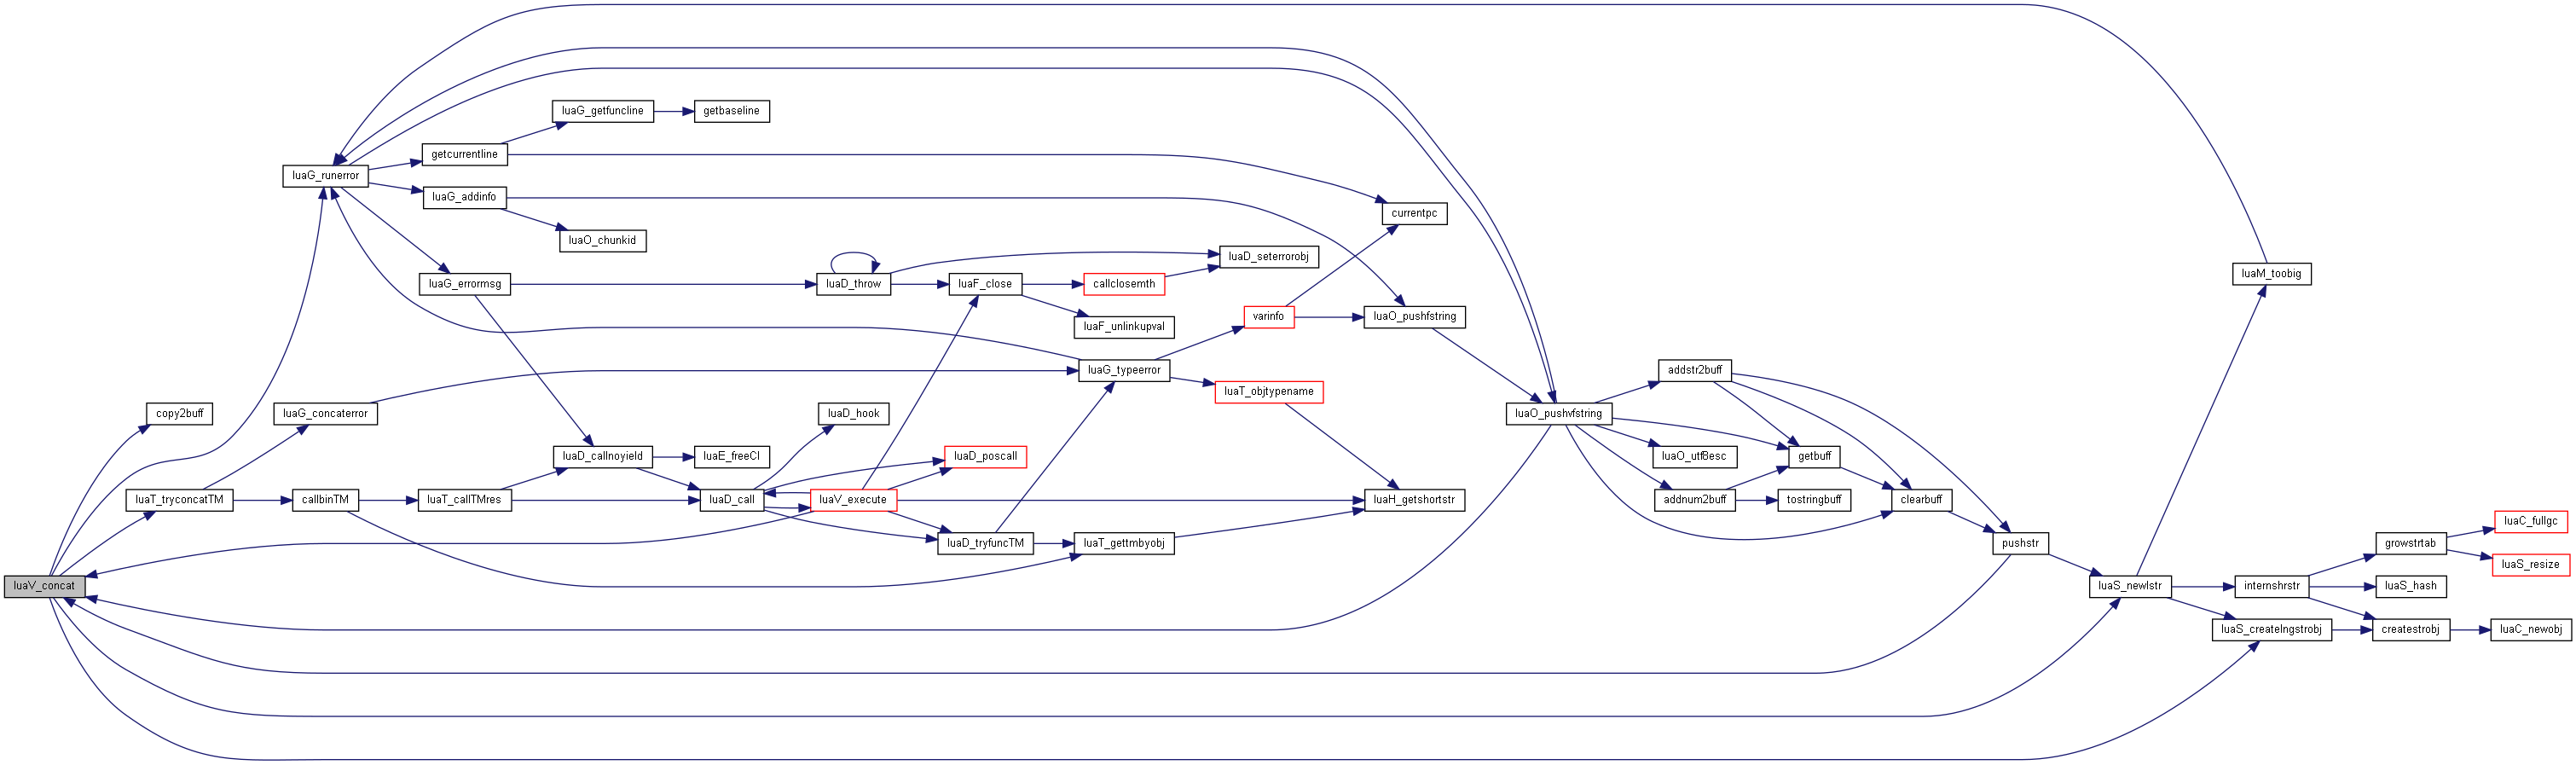 luaG_getfuncline
getbaseline
getcurrentline
luaG_runerror
luaG_addinfo
currentpc
luaO_chunkid
luaD_seterrorobj
luaM_toobig
luaG_errormsg
luaD_throw
luaF_close
callclosemth
varinfo
luaO_pushfstring
luaF_unlinkupval
luaG_typeerror
addstr2buff
luaT_objtypename
copy2buff
luaG_concaterror
luaD_hook
luaO_pushvfstring
luaD_callnoyield
luaE_freeCI
luaD_poscall
luaO_utf8esc
getbuff
luaT_tryconcatTM
callbinTM
luaT_callTMres
luaD_call
luaV_execute
luaH_getshortstr
addnum2buff
tostringbuff
clearbuff
luaC_fullgc
luaD_tryfuncTM
luaT_gettmbyobj
pushstr
growstrtab
luaS_resize
luaV_concat
luaS_newlstr
internshrstr
luaS_hash
luaS_createlngstrobj
createstrobj
luaC_newobj